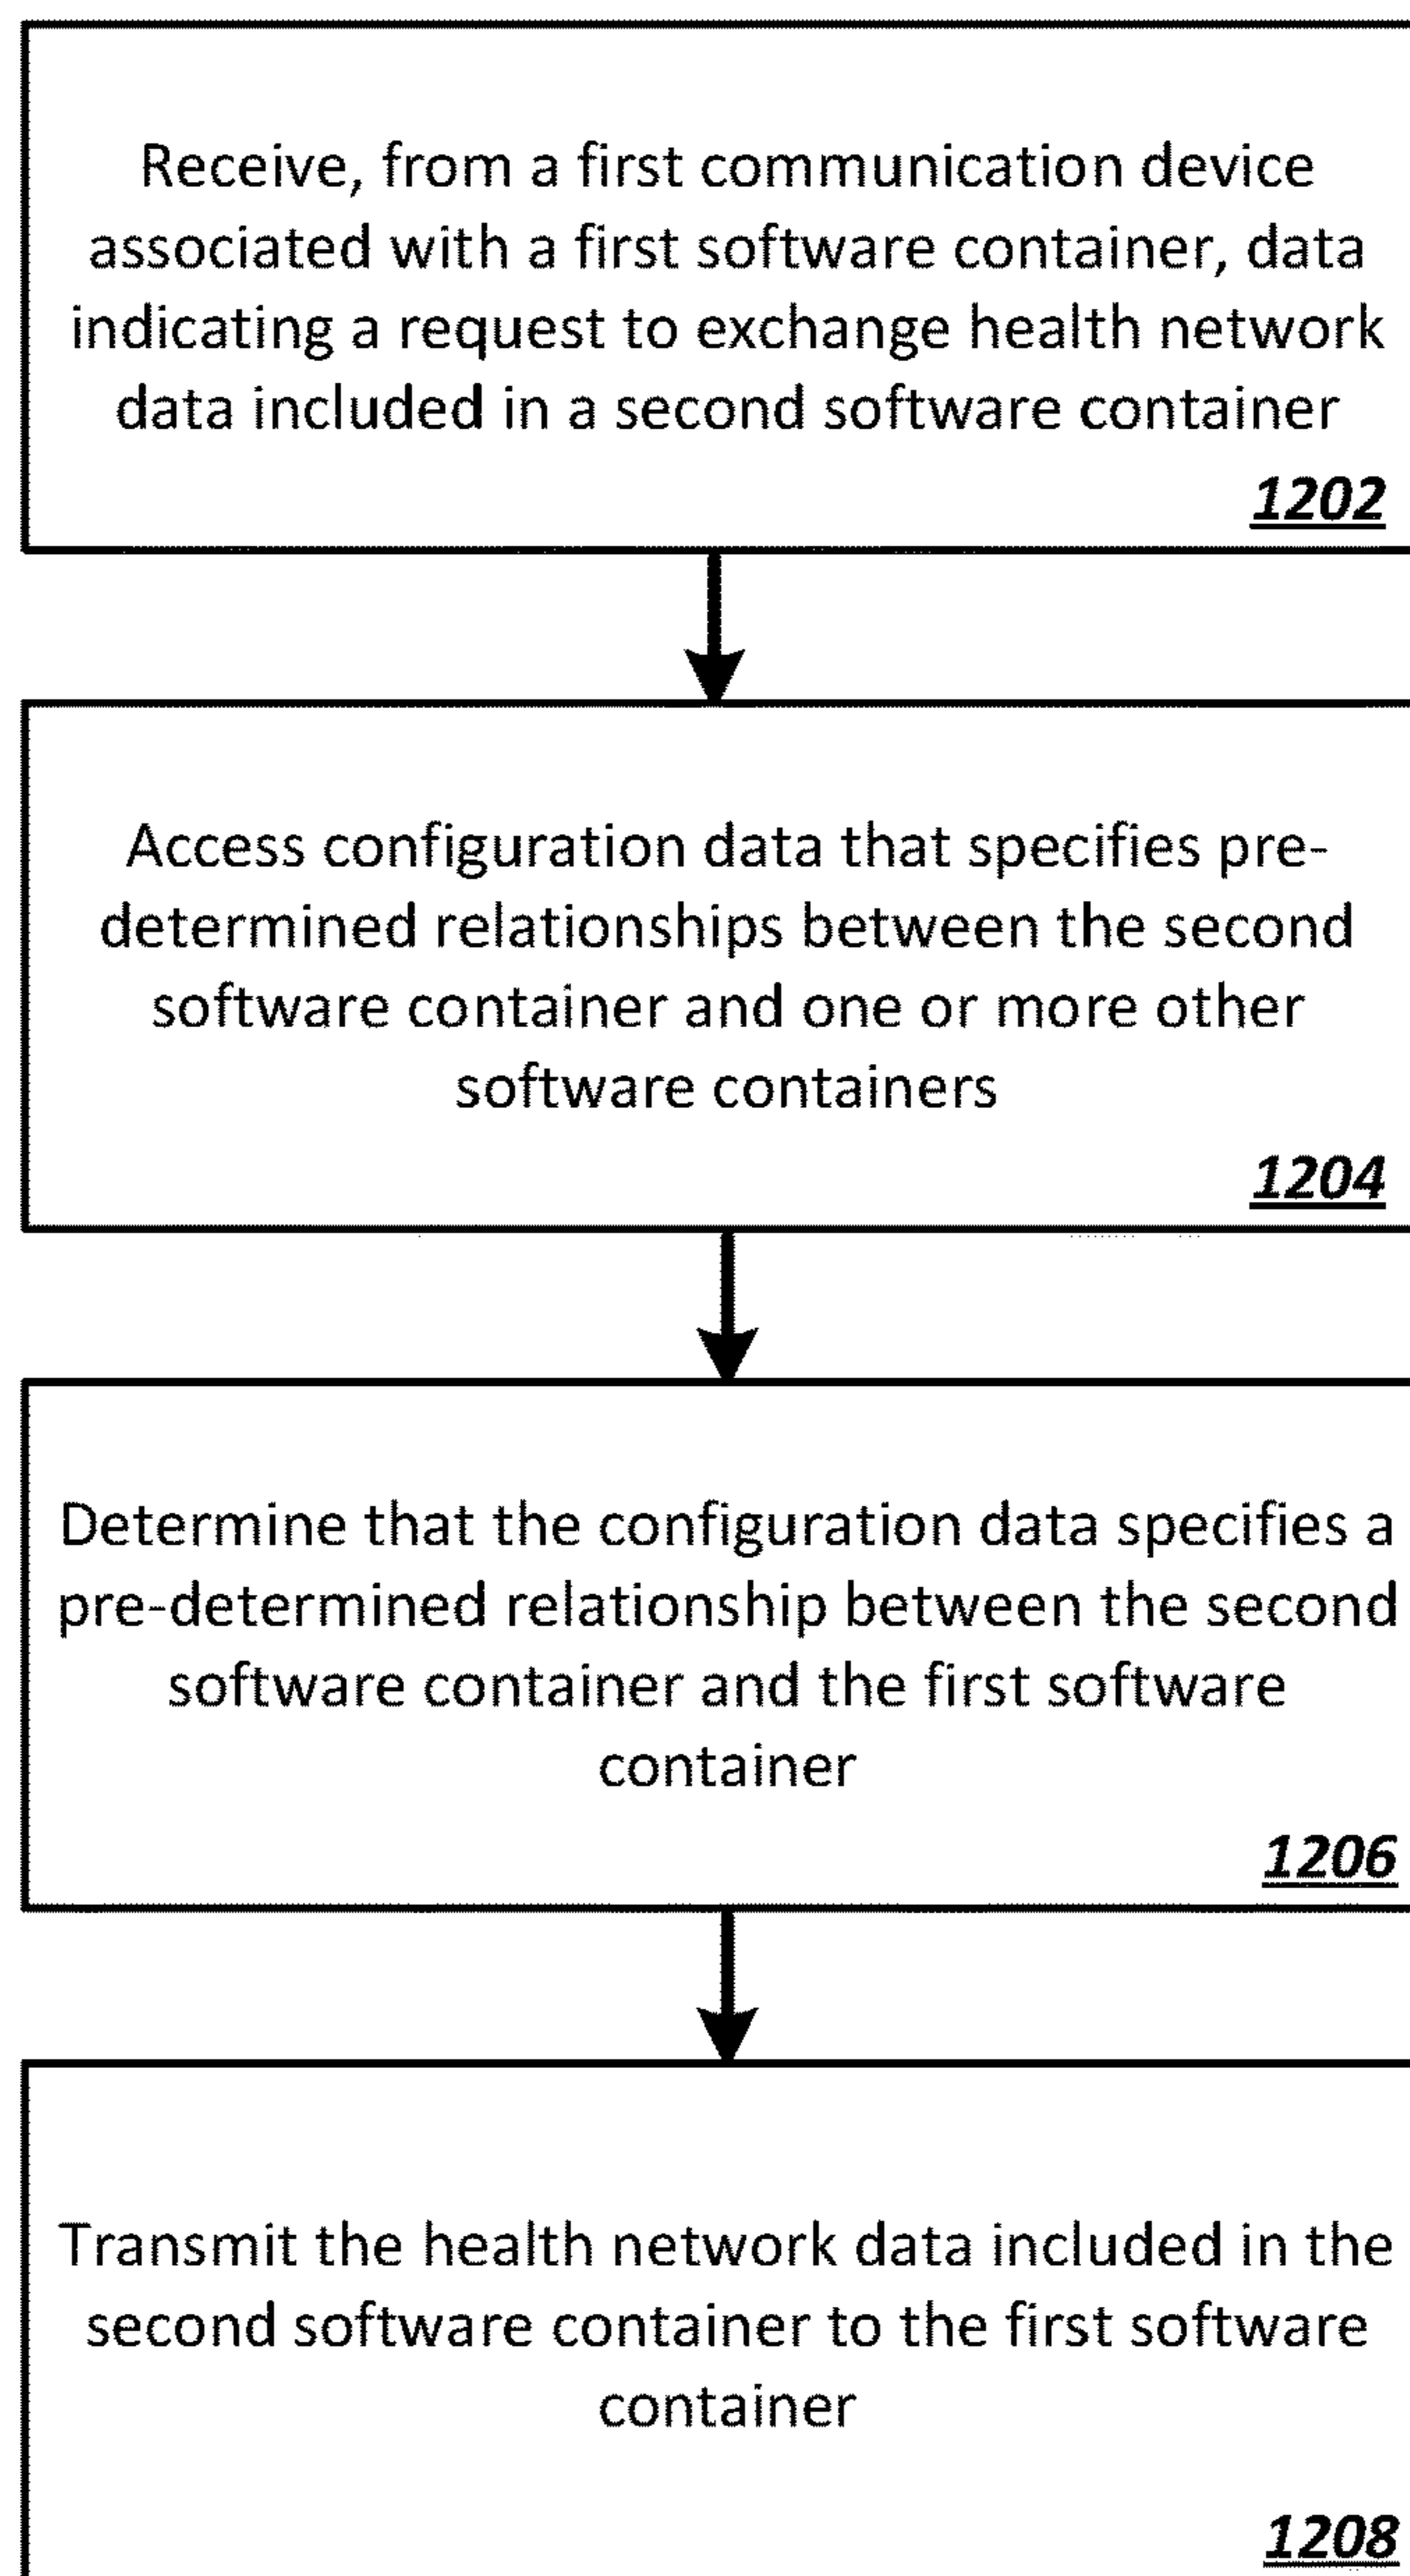 Receive, from a first communication device
associated with a first software container, data
indicating a request to exchange health network
data included in a second software container
1202
Access configuration data that specifies pre-
determined relationships between the second
software container and one or more other
software containers
1204
Determine that the configuration data specifies a
pre-determined relationship between the second
software container and the first software
container
1206
Transmit the health network data included in the
second software container to the first software
container
1208